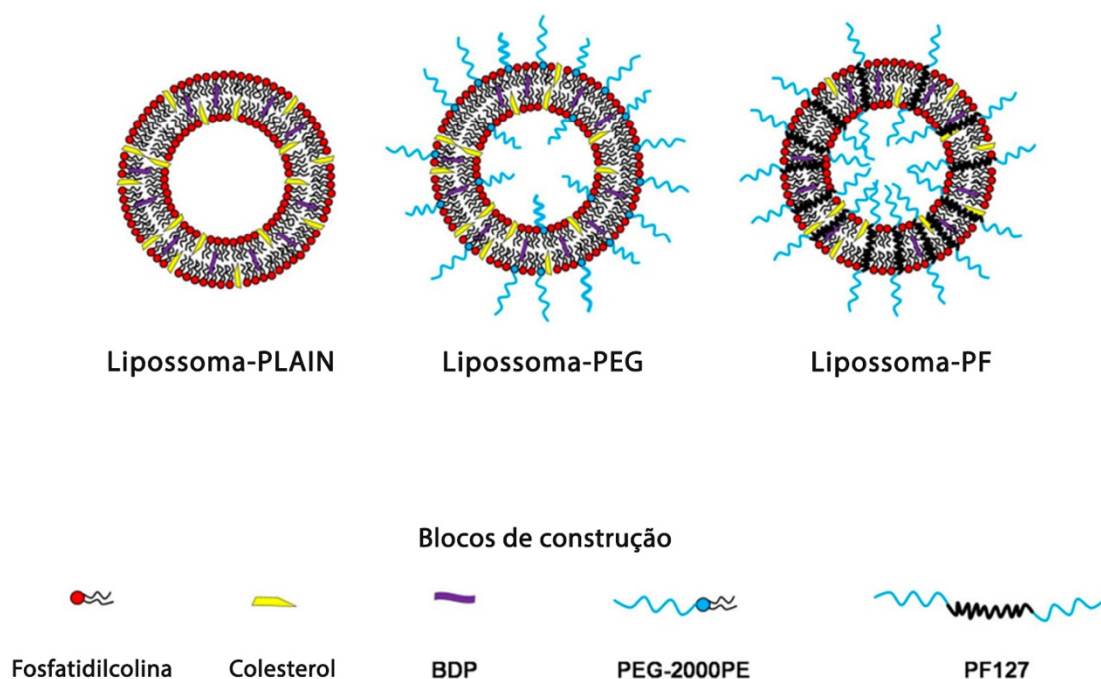 Lipossoma-PLAIN Lipossoma-PEG Lipossoma-PF
Blocos de construção
Fosfatidilcolina Colesterol BDP PEG-2000PE PF127